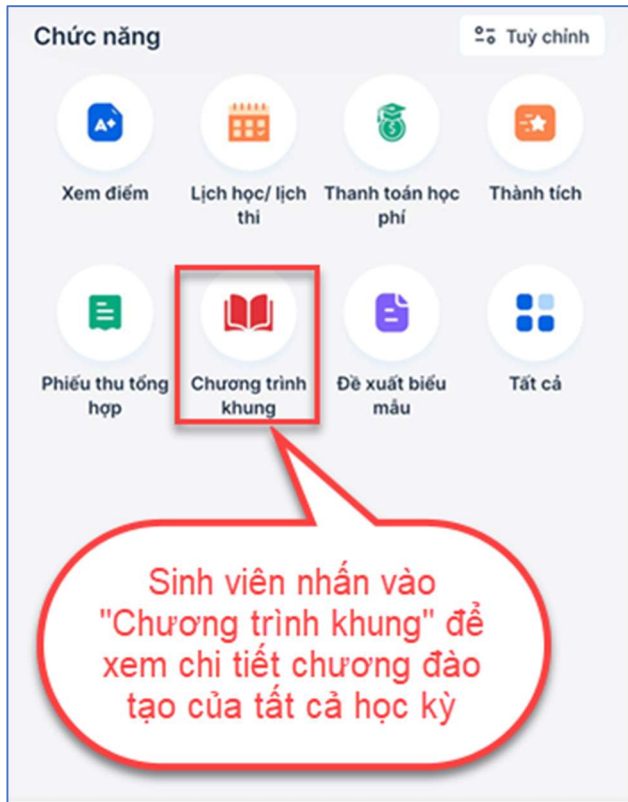 Chức năng
Tuỳ chỉnh
A+
Xem điểm
Lịch học/ lịch
thi
Thanh toán học
phí
Thành tích
Phiếu thu tổng
hợp
Chương trình
khung
Đề xuất biểu
mẫu
Tất cả
Sinh viên nhấn vào
"Chương trình khung" để
xem chi tiết chương đào
tạo của tất cả học kỳ